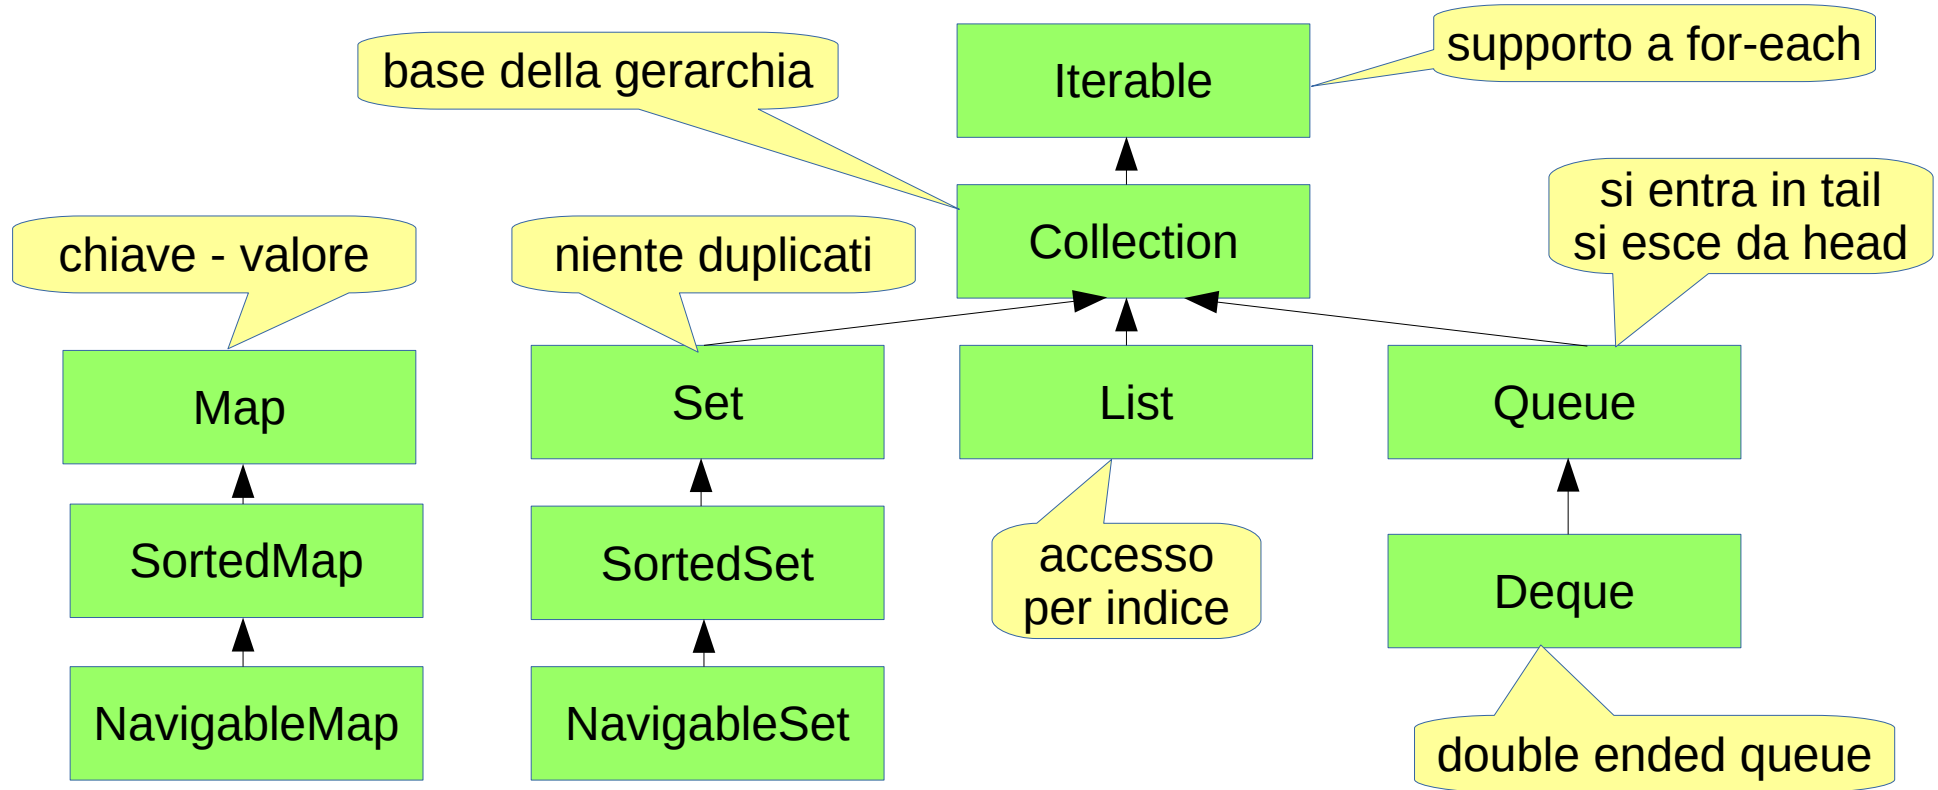 supporto a for-each
base della gerarchia
Iterable
si entra in tail
si esce da head
Collection
chiave - valore
niente duplicati
Map
Set
List
Queue
SortedMap
SortedSet
accesso
per indice
Deque
NavigableMap
NavigableSet
double ended queue